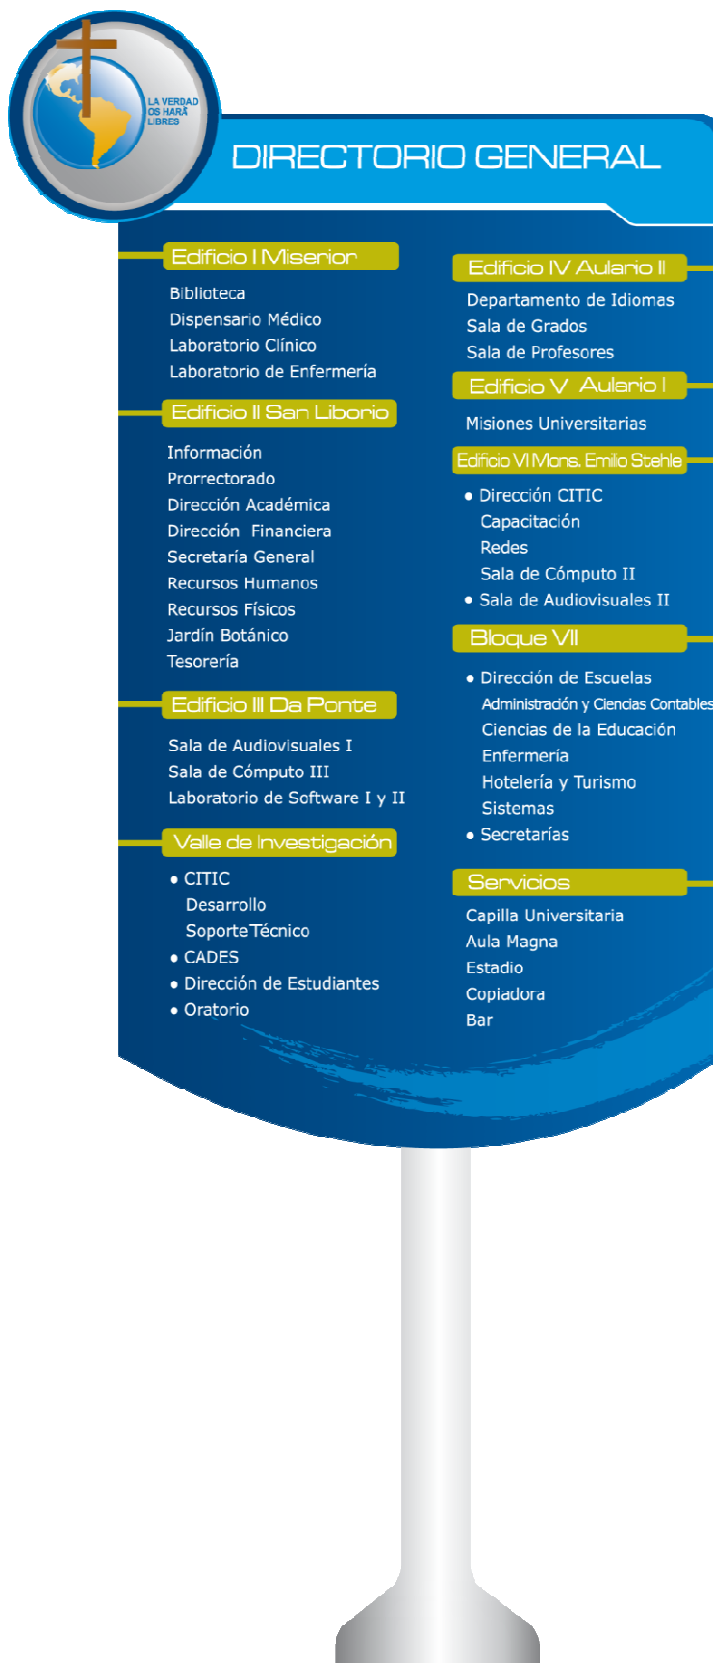 LA VERDAD
OS HARÁ
LIBRES
DIRECTORIO GENERAL
Edificio I Miserior
Biblioteca
Dispensario Médico
Laboratorio Clínico
Laboratorio de Enfermería
Edificio II San Liborio
Información
Prorrectorado
Dirección Académica
Dirección Financiera
Secretaría General
Recursos Humanos
Recursos Físicos
Jardín Botánico
Tesorería
Edificio III Da Ponte
Sala de Audiovisuales I
Sala de Cómputo III
Laboratorio de Software I y II
Valle de Investigación
• CITIC
Desarrollo
Soporte Técnico
• CADES
• Dirección de Estudiantes
• Oratorio
Edificio IV Aulario II
Departamento de Idiomas
Sala de Grados
Sala de Profesores
Edificio V Aulario I
Misiones Universitarias
Edificio VI Mons. Emilio Stehle
• Dirección CITIC
Capacitación
Redes
Sala de Cómputo II
• Sala de Audiovisuales II
Bloque VII
• Dirección de Escuelas
Administración y Ciencias Contables
Ciencias de la Educación
Enfermería
Hotelería y Turismo
Sistemas
• Secretarías
Servicios
Capilla Universitaria
Aula Magna
Estadio
Copiadora
Bar